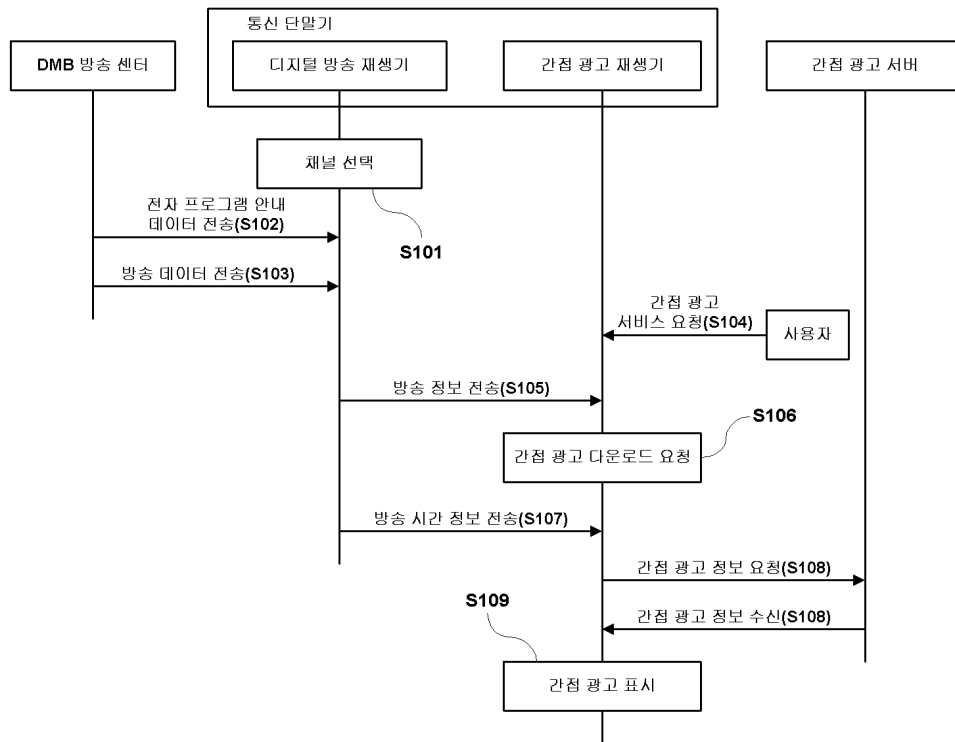 통신 단말기
DMB 방송 센터
디지털 방송 재생기
간접 광고 재생기
간접 광고 서버
채널 선택
S101
전자 프로그램 안내
데이터 전송(S102)
방송 데이터 전송(S103)
간접 광고
서비스 요청(S104)
사용자
방송 정보 전송(S105)
S106
간접 광고 다운로드 요청
방송 시간 정보 전송(S107)
간접 광고 정보 요청(S108)
S109
간접 광고 정보 수신(S108)
간접 광고 표시